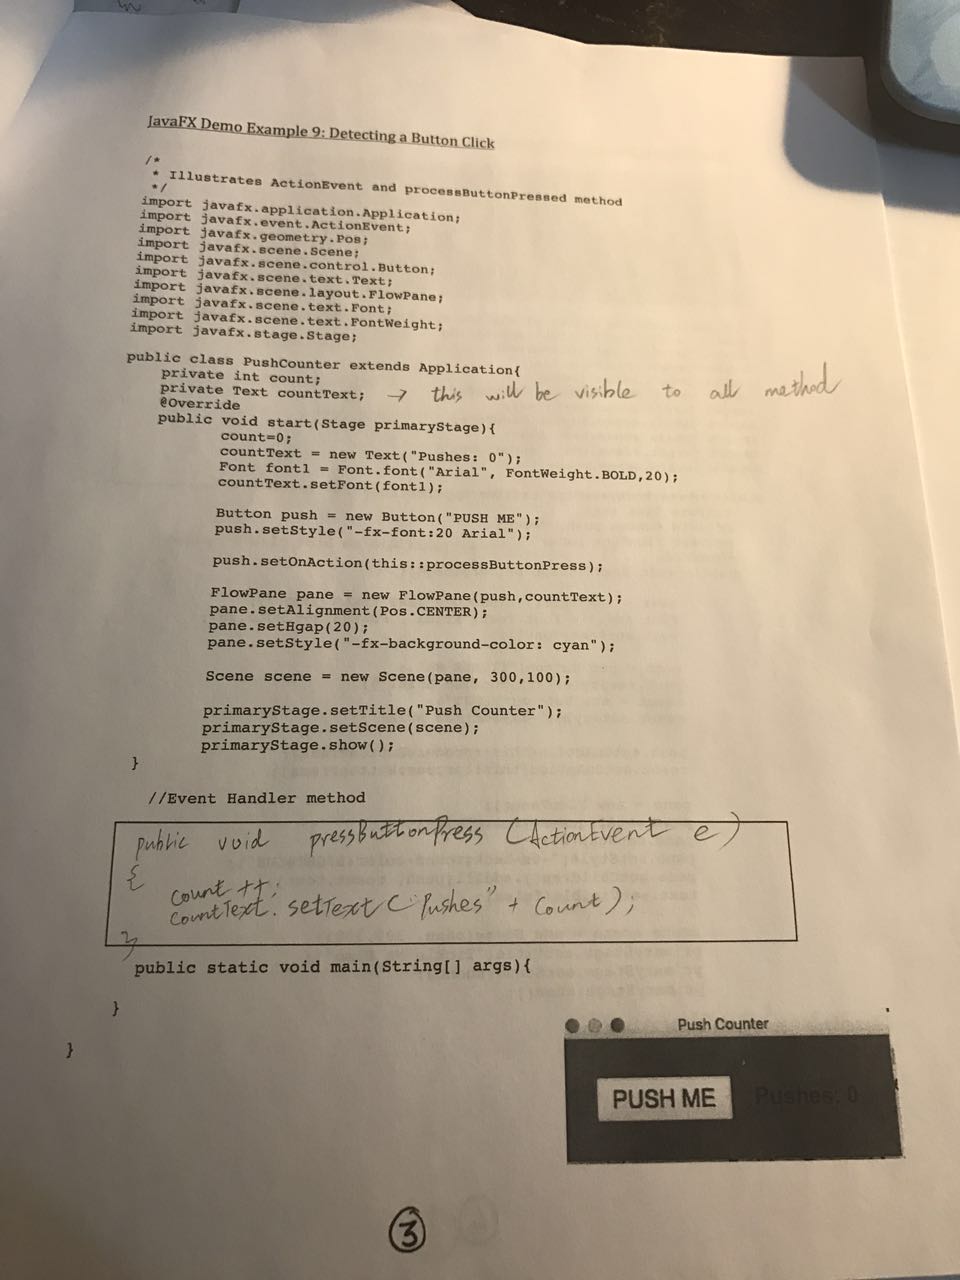 JavaFX Demo Example 9: Detecting a Button Click
/*
* Illustrates ActionEvent and processButtonPressed method
*/
import javafx.application.Application;
import javafx.event.ActionEvent;
import javafx.geometry.Pos;
import javafx.scene.Scene;
import javafx.scene.control.Button;
import javafx.scene.text.Text;
import javafx.scene.layout.FlowPane;
import javafx.scene.text.Font;
import javafx.scene.text.FontWeight;
import javafx.stage.Stage;
public class PushCounter extends Application{
private int count;
private Text countText; → this will be visible to all method
@Override
public void start(Stage primaryStage){
count=0;
countText = new Text("Pushes: 0");
Font font1 = Font.font("Arial", FontWeight.BOLD,20);
countText.setFont(font1);
Button push = new Button("PUSH ME");
push.setStyle("-fx-font:20 Arial");
push.setOnAction(this::processButtonPress);
FlowPane pane = new FlowPane(push,countText);
pane.setAlignment(Pos.CENTER);
pane.setHgap(20);
pane.setStyle("-fx-background-color: cyan");
Scene scene = new Scene(pane, 300,100);
primaryStage.setTitle("Push Counter");
primaryStage.setScene(scene);
primaryStage.show();
}
//Event Handler method
public void pressButtonPress (ActionEvent e)
{
count ++;
countText. setText ("Pushes" + count);
}
public static void main(String[] args){
}
}
Push Counter
PUSH ME Pushes: 0
3